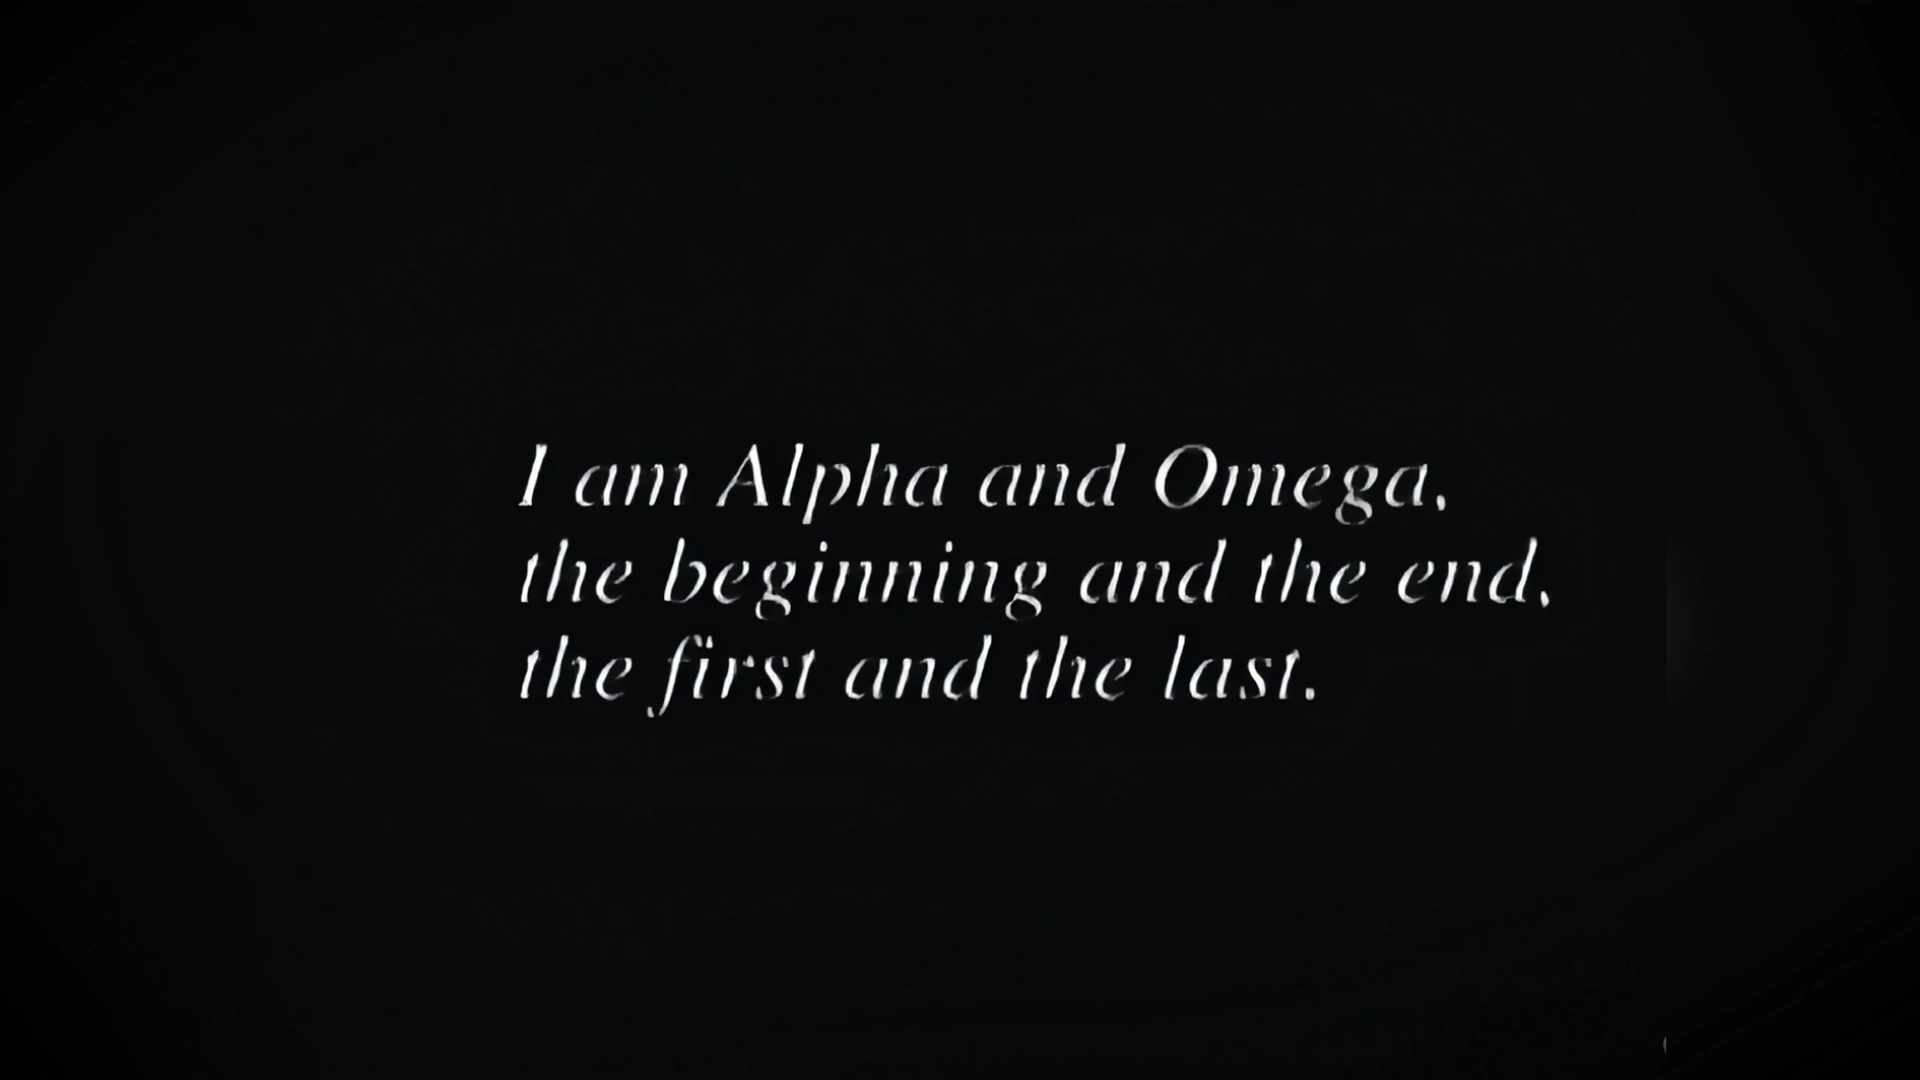 I am Alpha and Omega,
the beginning and the end,
the first and the last.